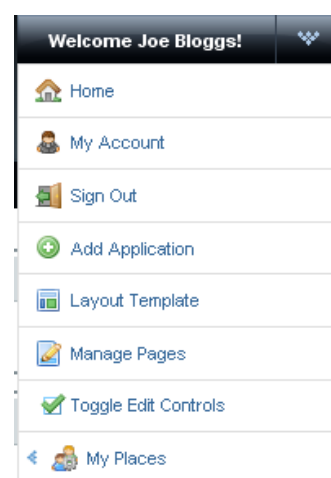 Welcome Joe Bloggs!
Home
My Account
Sign Out
Add Application
Layout Template
Manage Pages
Toggle Edit Controls
My Places